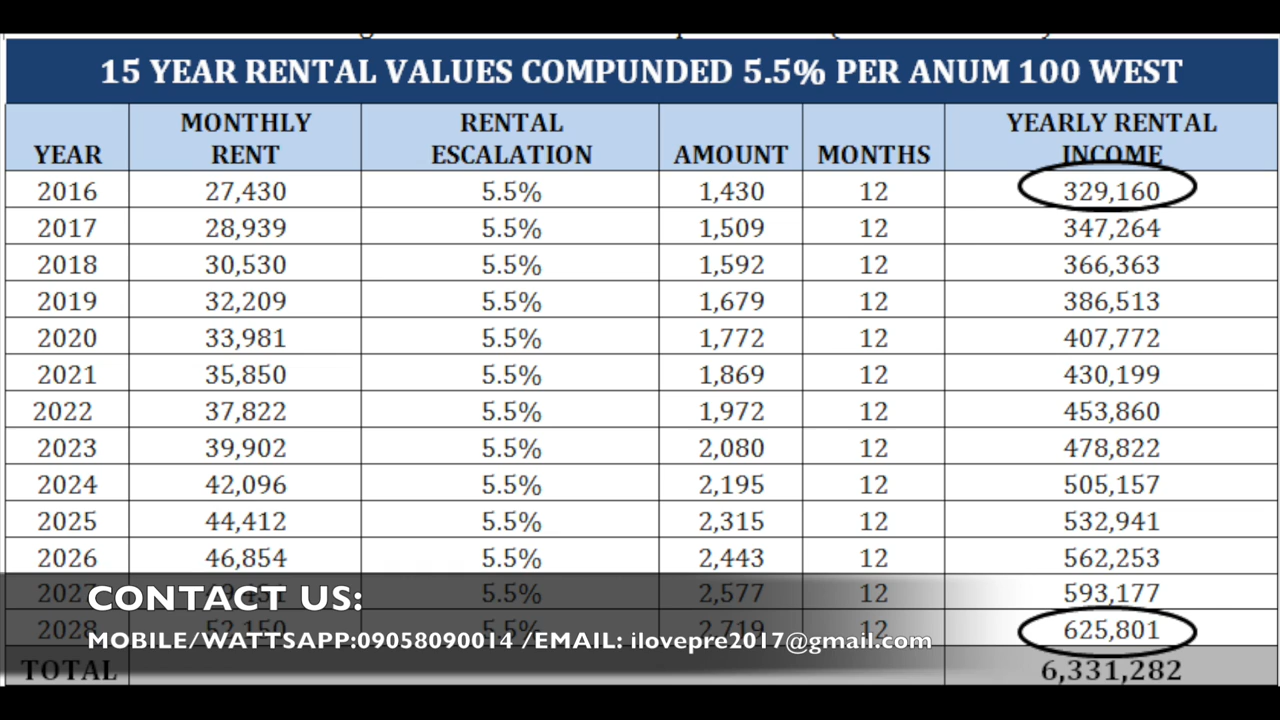 15 YEAR RENTAL VALUES COMPUNDED 5.5% PER ANUM 100 WEST
YEAR MONTHLY RENT RENTAL ESCALATION AMOUNT MONTHS YEARLY RENTAL INCOME
2016 27,430 5.5% 1,430 12 329,160
2017 28,939 5.5% 1,509 12 347,264
2018 30,530 5.5% 1,592 12 366,363
2019 32,209 5.5% 1,679 12 386,513
2020 33,981 5.5% 1,772 12 407,772
2021 35,850 5.5% 1,869 12 430,199
2022 37,822 5.5% 1,972 12 453,860
2023 39,902 5.5% 2,080 12 478,822
2024 42,096 5.5% 2,195 12 505,157
2025 44,412 5.5% 2,315 12 532,941
2026 46,854 5.5% 2,443 12 562,253
2027 5.5% 2,577 12 593,177
CONTACT US:
2028 52,150 5.5% 2,719 12 625,801
MOBILE/WATTSAPP:09058090014 /EMAIL: ilovepre2017@gmail.com
TOTAL 6,331,282